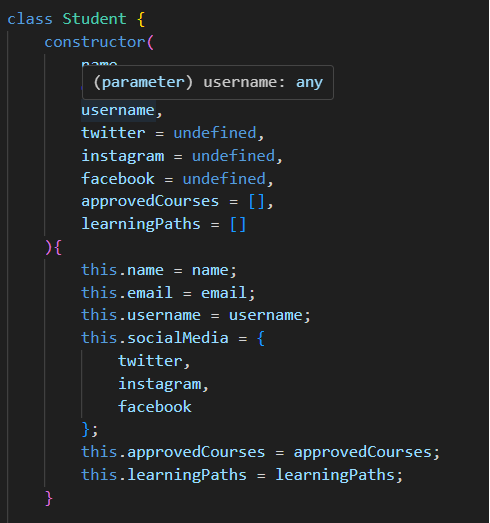 class Student {
constructor(
name
(parameter) username: any
username,
twitter = undefined,
instagram = undefined,
facebook = undefined,
approvedCourses = [],
learningPaths = []
){
this.name = name;
this.email = email;
this.username = username;
this.socialMedia = {
twitter,
instagram,
facebook
};
this.approvedCourses = approvedCourses;
this.learningPaths = learningPaths;
}